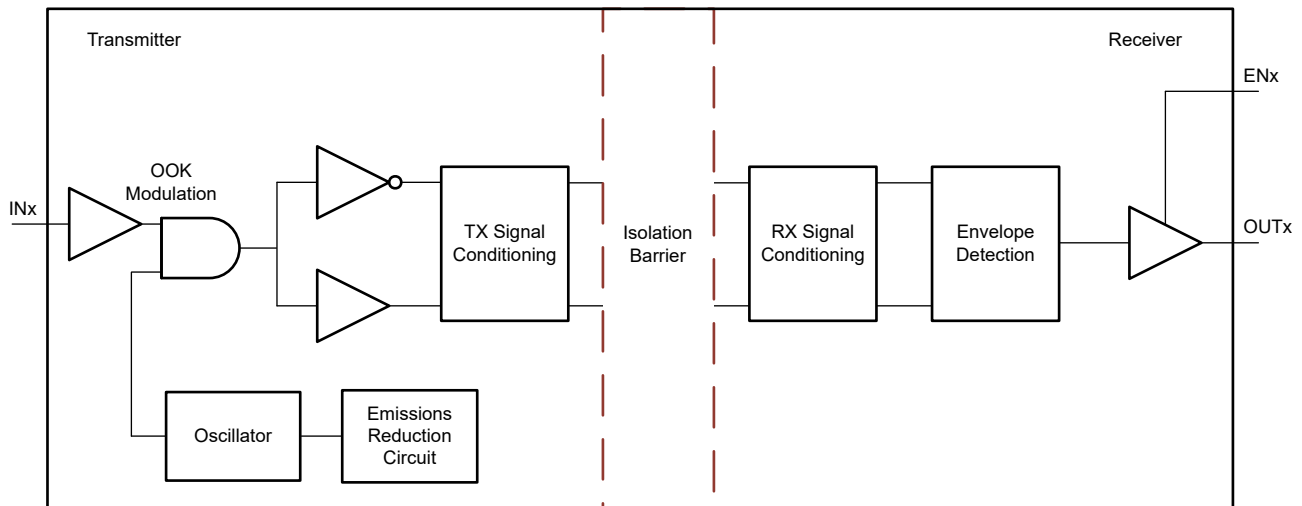 Transmitter
Receiver
ENx
OOK
Modulation
INx
TX Signal
Conditioning
Isolation
Barrier
RX Signal
Conditioning
Envelope
Detection
OUTx
Oscillator
Emissions
Reduction
Circuit